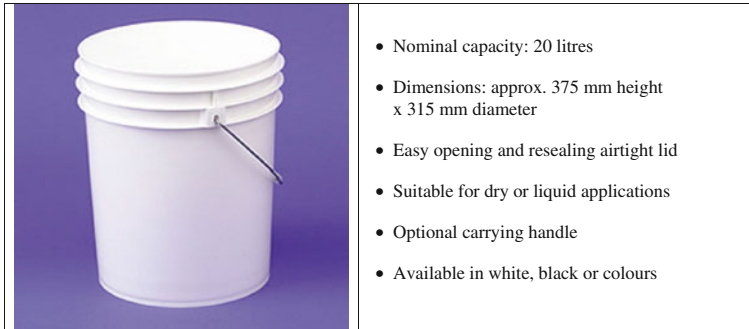 • Nominal capacity: 20 litres
• Dimensions: approx. 375 mm height
x 315 mm diameter
• Easy opening and resealing airtight lid
• Suitable for dry or liquid applications
• Optional carrying handle
• Available in white, black or colours